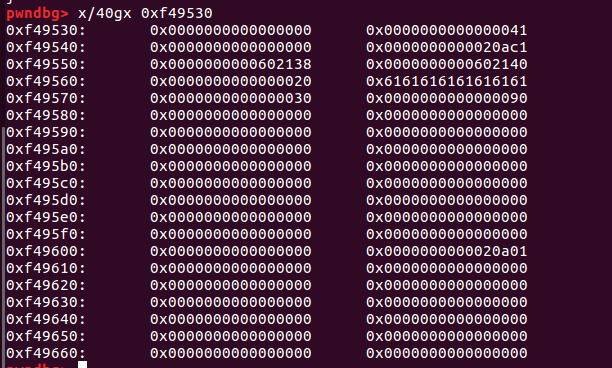 pwndbg> x/40gx 0xf49530
0xf49530: 0x0000000000000000 0x0000000000000041
0xf49540: 0x0000000000000000 0x0000000000020ac1
0xf49550: 0x0000000000602138 0x0000000000602140
0xf49560: 0x0000000000000020 0x6161616161616161
0xf49570: 0x0000000000000030 0x0000000000000090
0xf49580: 0x0000000000000000 0x0000000000000000
0xf49590: 0x0000000000000000 0x0000000000000000
0xf495a0: 0x0000000000000000 0x0000000000000000
0xf495b0: 0x0000000000000000 0x0000000000000000
0xf495c0: 0x0000000000000000 0x0000000000000000
0xf495d0: 0x0000000000000000 0x0000000000000000
0xf495e0: 0x0000000000000000 0x0000000000000000
0xf495f0: 0x0000000000000000 0x0000000000000000
0xf49600: 0x0000000000000000 0x0000000000020a01
0xf49610: 0x0000000000000000 0x0000000000000000
0xf49620: 0x0000000000000000 0x0000000000000000
0xf49630: 0x0000000000000000 0x0000000000000000
0xf49640: 0x0000000000000000 0x0000000000000000
0xf49650: 0x0000000000000000 0x0000000000000000
0xf49660: 0x0000000000000000 0x0000000000000000